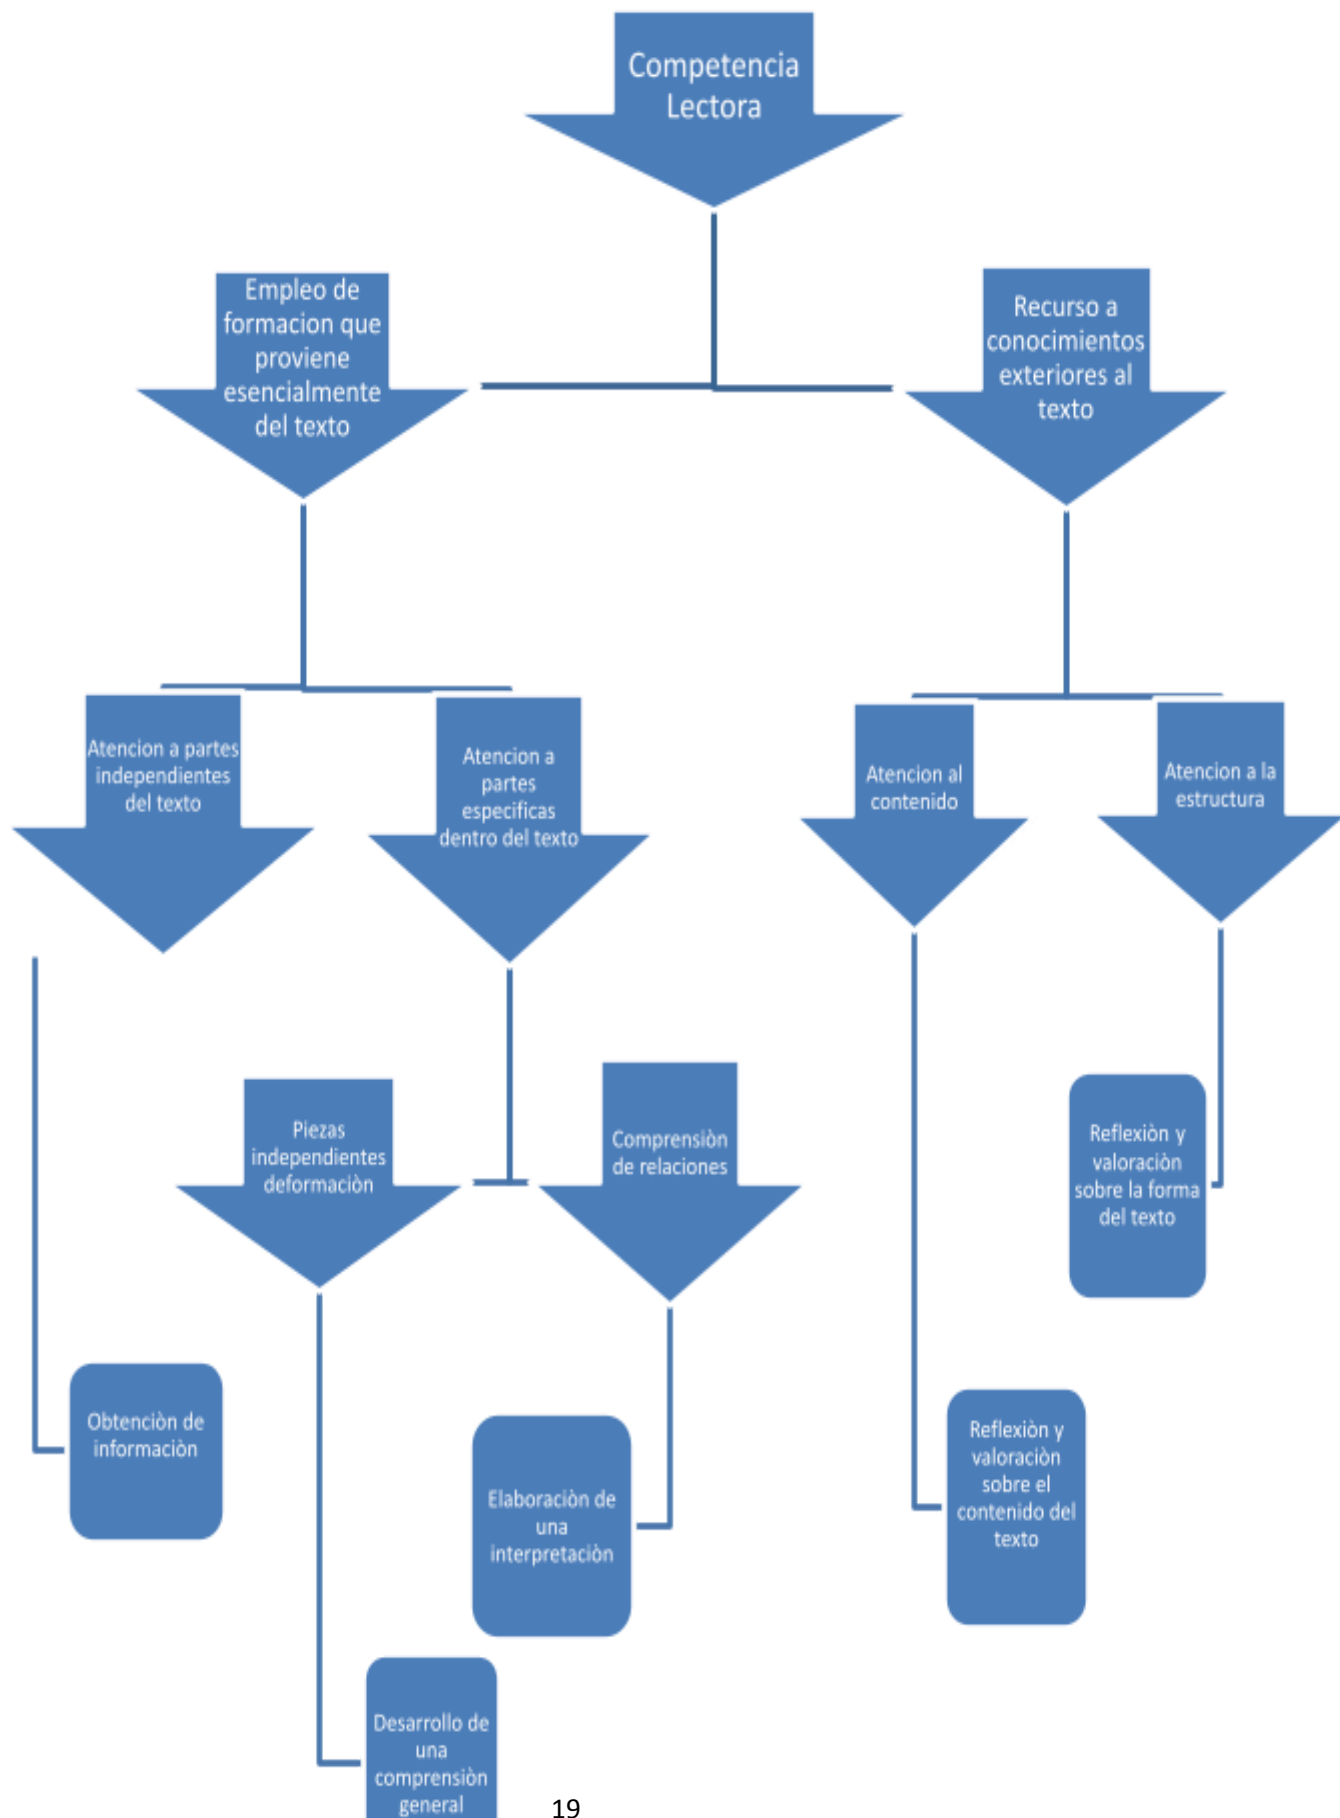 Competencia
Lectora
Empleo de
formacion que
proviene
esencialmente
del texto
Recurso a
conocimientos
exteriores al
texto
Atencion a partes
independientes
del texto
Atencion a
partes
especificas
dentro del texto
Atencion al
contenido
Atencion a la
estructura
Piezas
independientes
deformaciòn
Comprensiòn
de relaciones
Reflexiòn y
valoraciòn
sobre la forma
del texto
Obtenciòn de
informaciòn
Elaboraciòn de
una
interpretaciòn
Reflexiòn y
valoraciòn
sobre el
contenido del
texto
Desarrollo de
una
comprensiòn
general
19